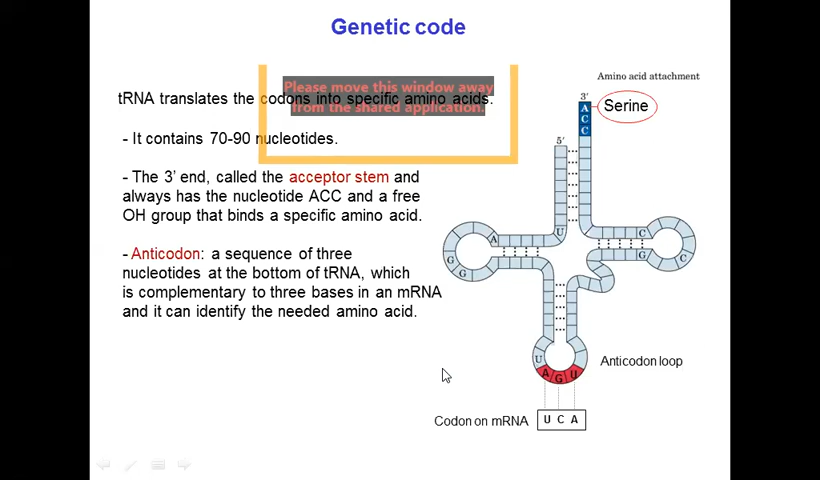 Genetic code
Please move this window away
from the shared application.
tRNA translates the codons into specific amino acids.
- It contains 70-90 nucleotides.
- The 3' end, called the acceptor stem and
always has the nucleotide ACC and a free
OH group that binds a specific amino acid.
- Anticodon: a sequence of three
nucleotides at the bottom of tRNA, which
is complementary to three bases in an mRNA
and it can identify the needed amino acid.
Amino acid attachment
3'
A
C
C
Serine
5'
U
A
G
G
C
G
C
U
A G U
Anticodon loop
Codon on mRNA
U C A